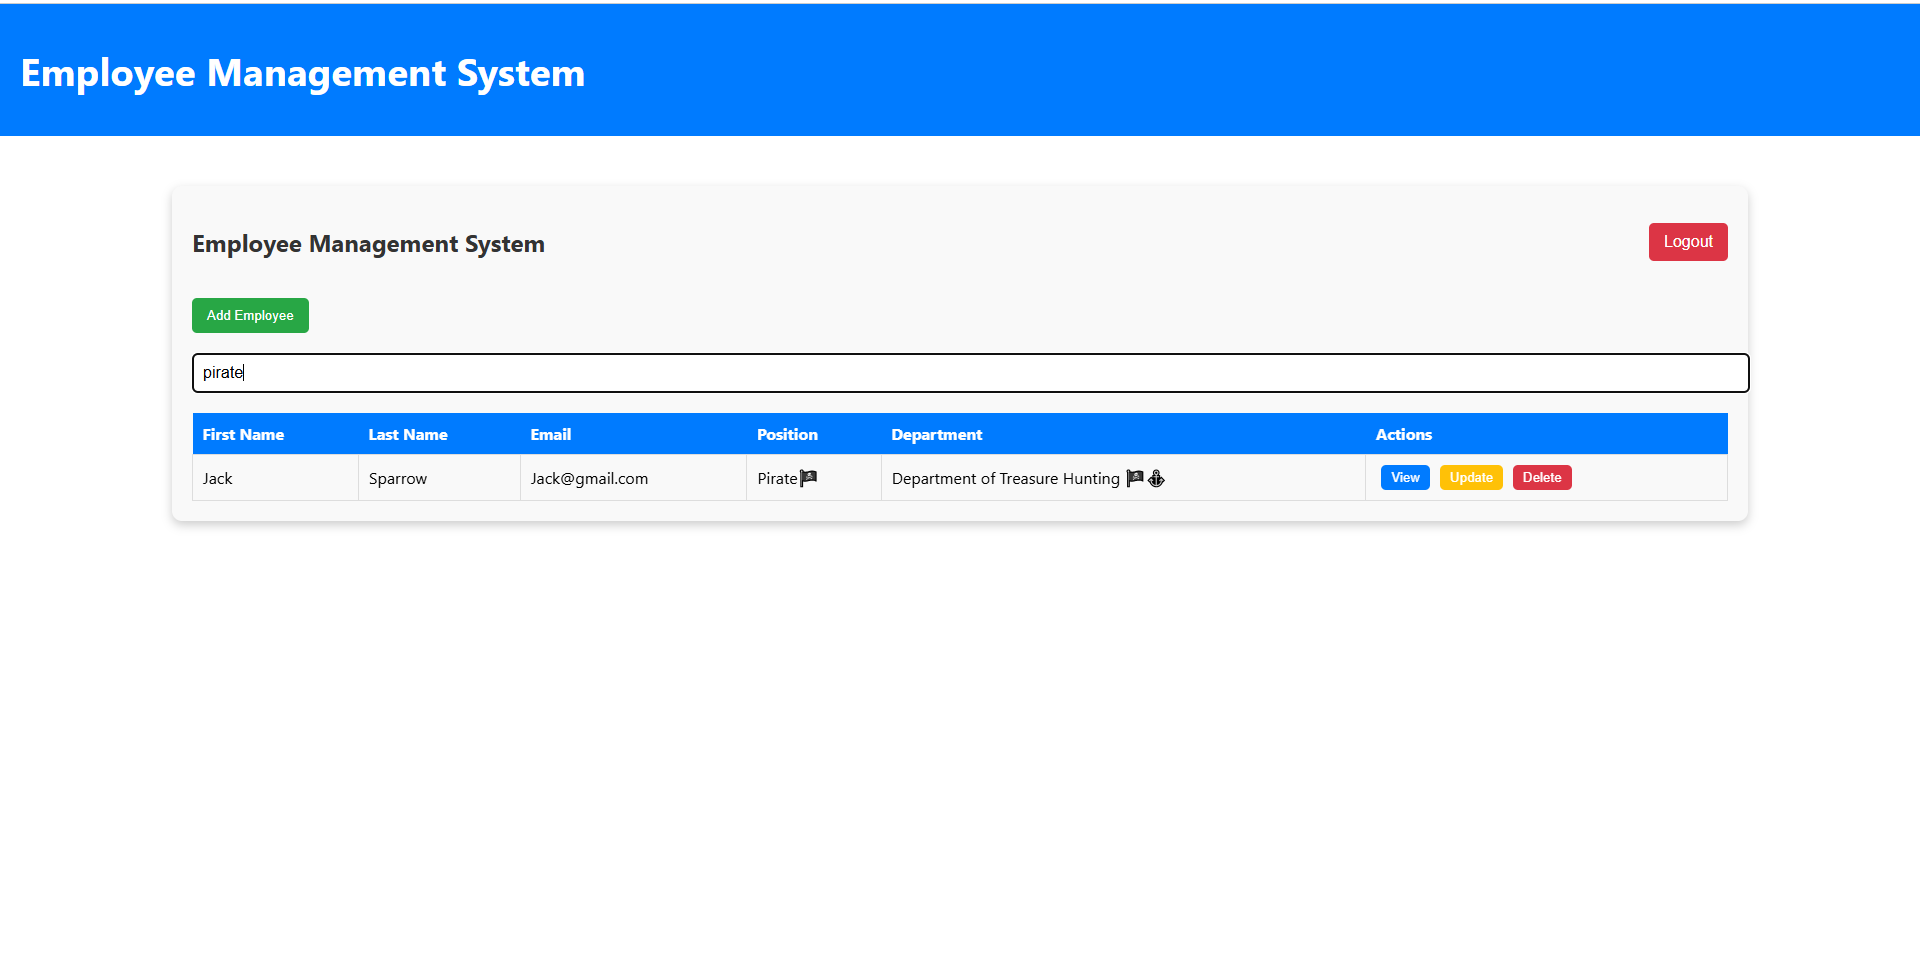 Employee Management System
Employee Management System
Logout
Add Employee
pirate
First Name Last Name Email Position Department Actions
Jack Sparrow Jack@gmail.com Pirate🏴‍☠️ Department of Treasure Hunting 🏴‍☠️⚓ View Update Delete